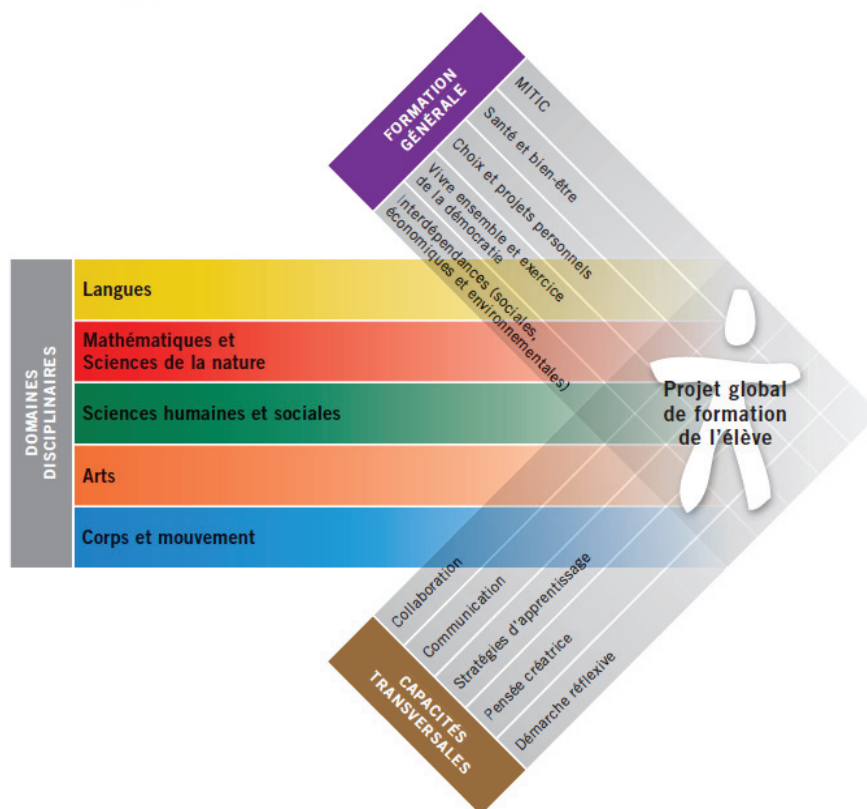 FORMATION
GÉNÉRALE
MITIC
Santé et bien-être
Choix et projets personnels
Vivre ensemble et exercice
de la démocratie
Interdépendances (sociales,
économiques et environnementales)
DOMAINES
DISCIPLINAIRES
Langues
Mathématiques et
Sciences de la nature
Sciences humaines et sociales
Arts
Corps et mouvement
Projet global
de formation
de l'élève
CAPACITÉS
TRANSVERSALES
Collaboration
Communication
Stratégies d'apprentissage
Pensée créatrice
Démarche réflexive